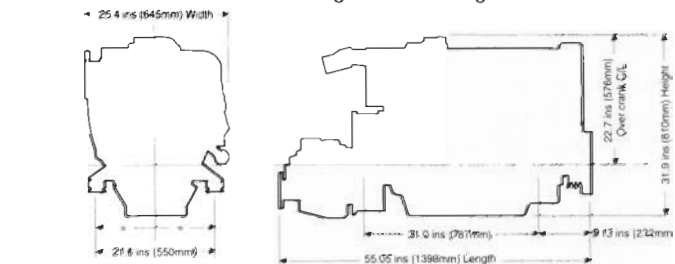 25.4 ins (645mm) Width
22.7 ins (576mm)
Over crank C/L
31.9 ins (810mm) Height
31.0 ins (787mm)
9.13 ins (232mm
21.6 ins (550mm)
55.05 ins (1398mm) Length